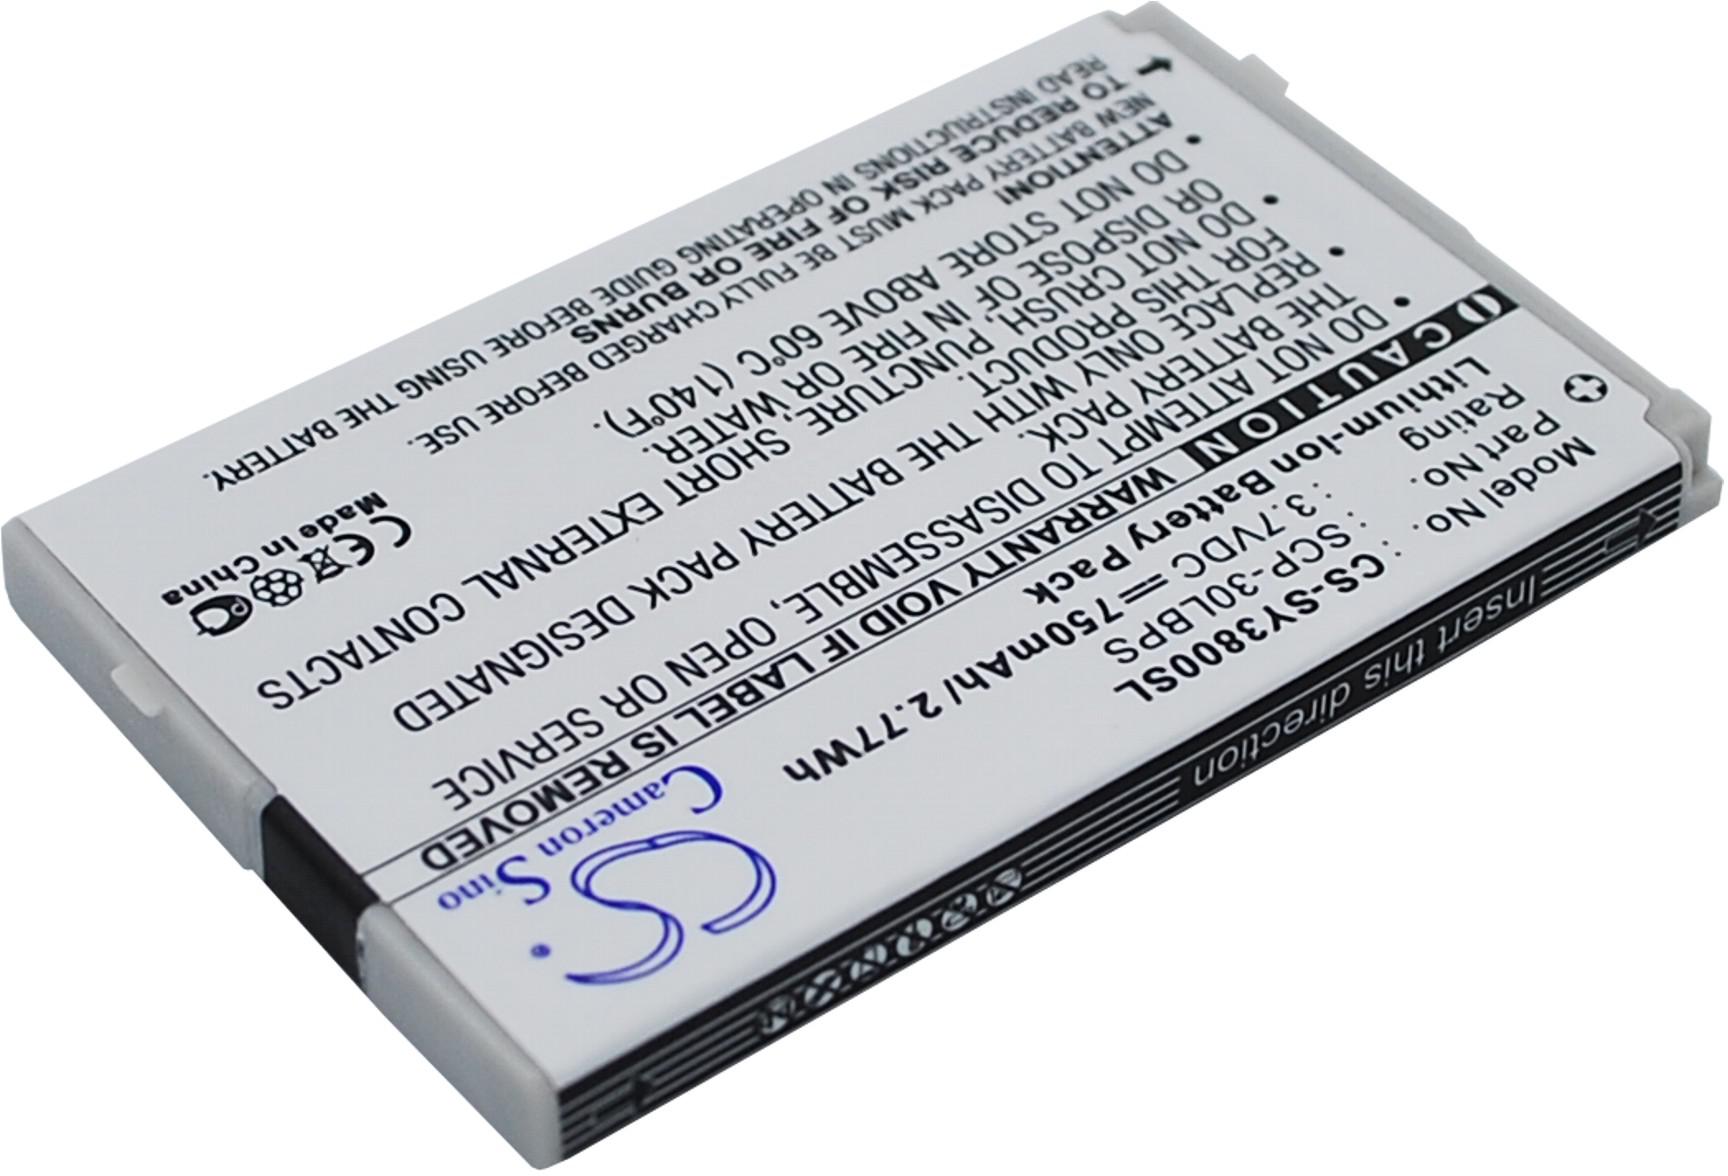 Cameron Sino
CS
®
Model No. : CS-SY3800SL
Part No. : SCP-30LBPS
Rating : 3.7VDC ⎓ 750mAh/ 2.77Wh
Lithium-Ion Battery Pack
CAUTION WARRANTY VOID IF LABEL IS REMOVED
• DO NOT ATTEMPT TO DISASSEMBLE, OPEN OR SERVICE
THE BATTERY PACK.
• REPLACE ONLY WITH THE BATTERY PACK DESIGNATED
FOR THIS PRODUCT.
• DO NOT CRUSH, PUNCTURE, SHORT EXTERNAL CONTACTS
OR DISPOSE OF IN FIRE OR WATER.
• DO NOT STORE ABOVE 60°C (140°F).
ATTENTION!
NEW BATTERY PACK MUST BE FULLY CHARGED BEFORE USE.
TO REDUCE RISK OF FIRE OR BURNS
READ INSTRUCTIONS IN OPERATING GUIDE BEFORE USING THE BATTERY.
CE
Made in China
Insert this direction